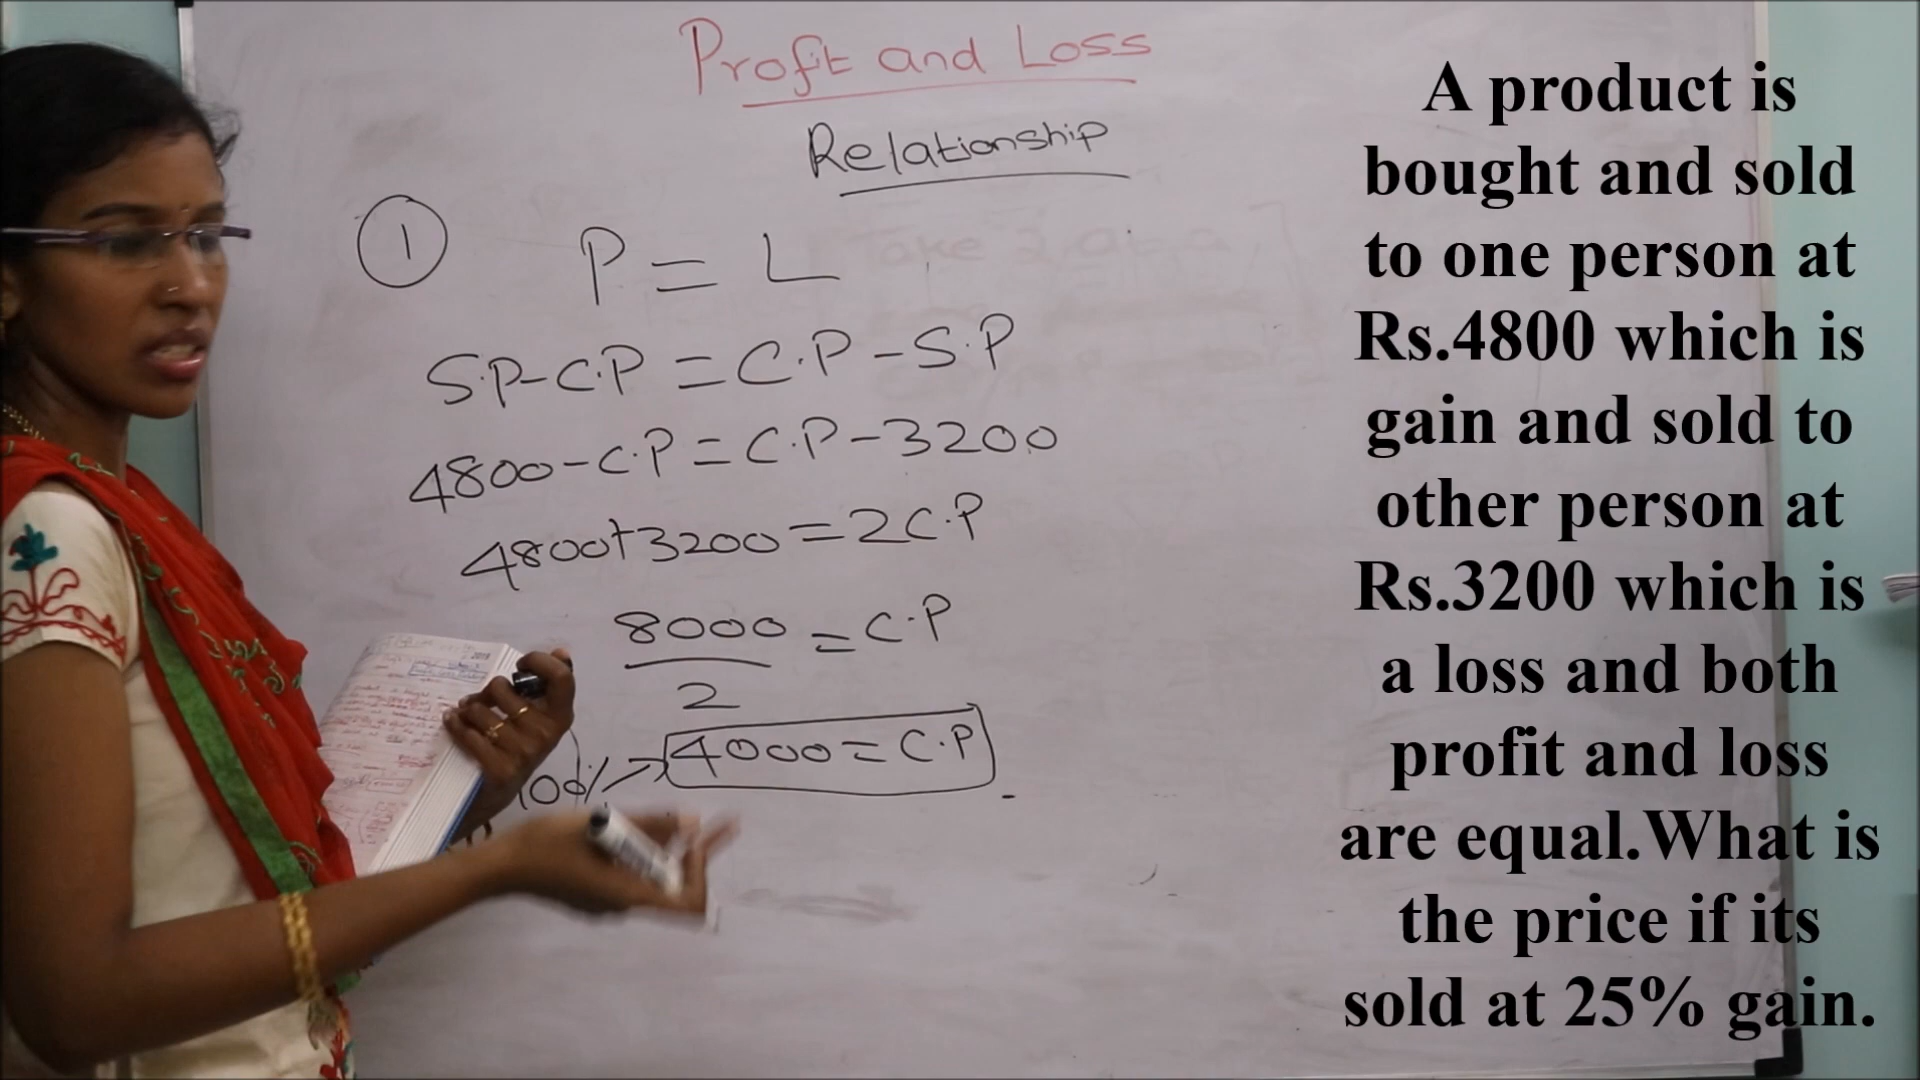 Profit and Loss
Relationship
1
P = L
S.P-C.P = C.P-S.P
4800-C.P = C.P-3200
4800+3200 = 2C.P
8000 = C.P
2
100% → 4000 = C.P
A product is
bought and sold
to one person at
Rs.4800 which is
gain and sold to
other person at
Rs.3200 which is
a loss and both
profit and loss
are equal.What is
the price if its
sold at 25% gain.